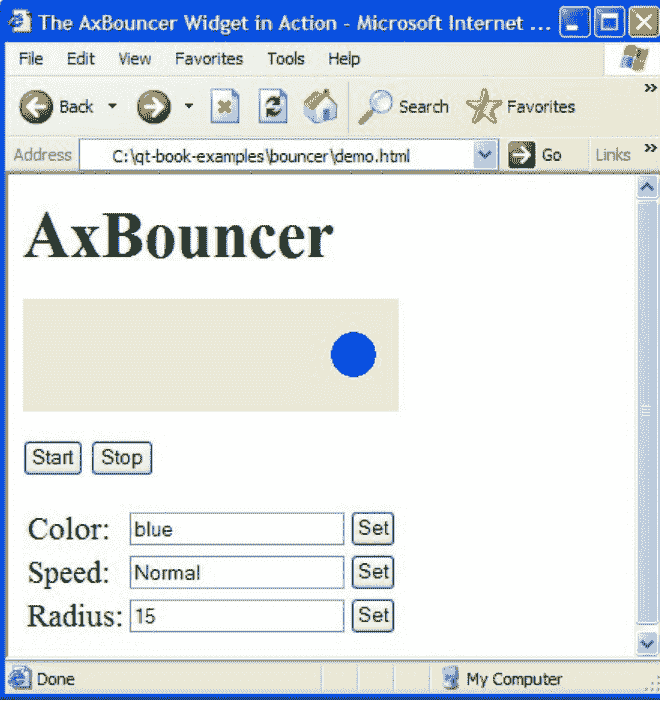 The AxBouncer Widget in Action - Microsoft Internet ...
File Edit View Favorites Tools Help
Back Search Favorites »
Address C:\qt-book-examples\bouncer\demo.html Go Links »
AxBouncer
Start Stop
Color: blue Set
Speed: Normal Set
Radius: 15 Set
Done My Computer